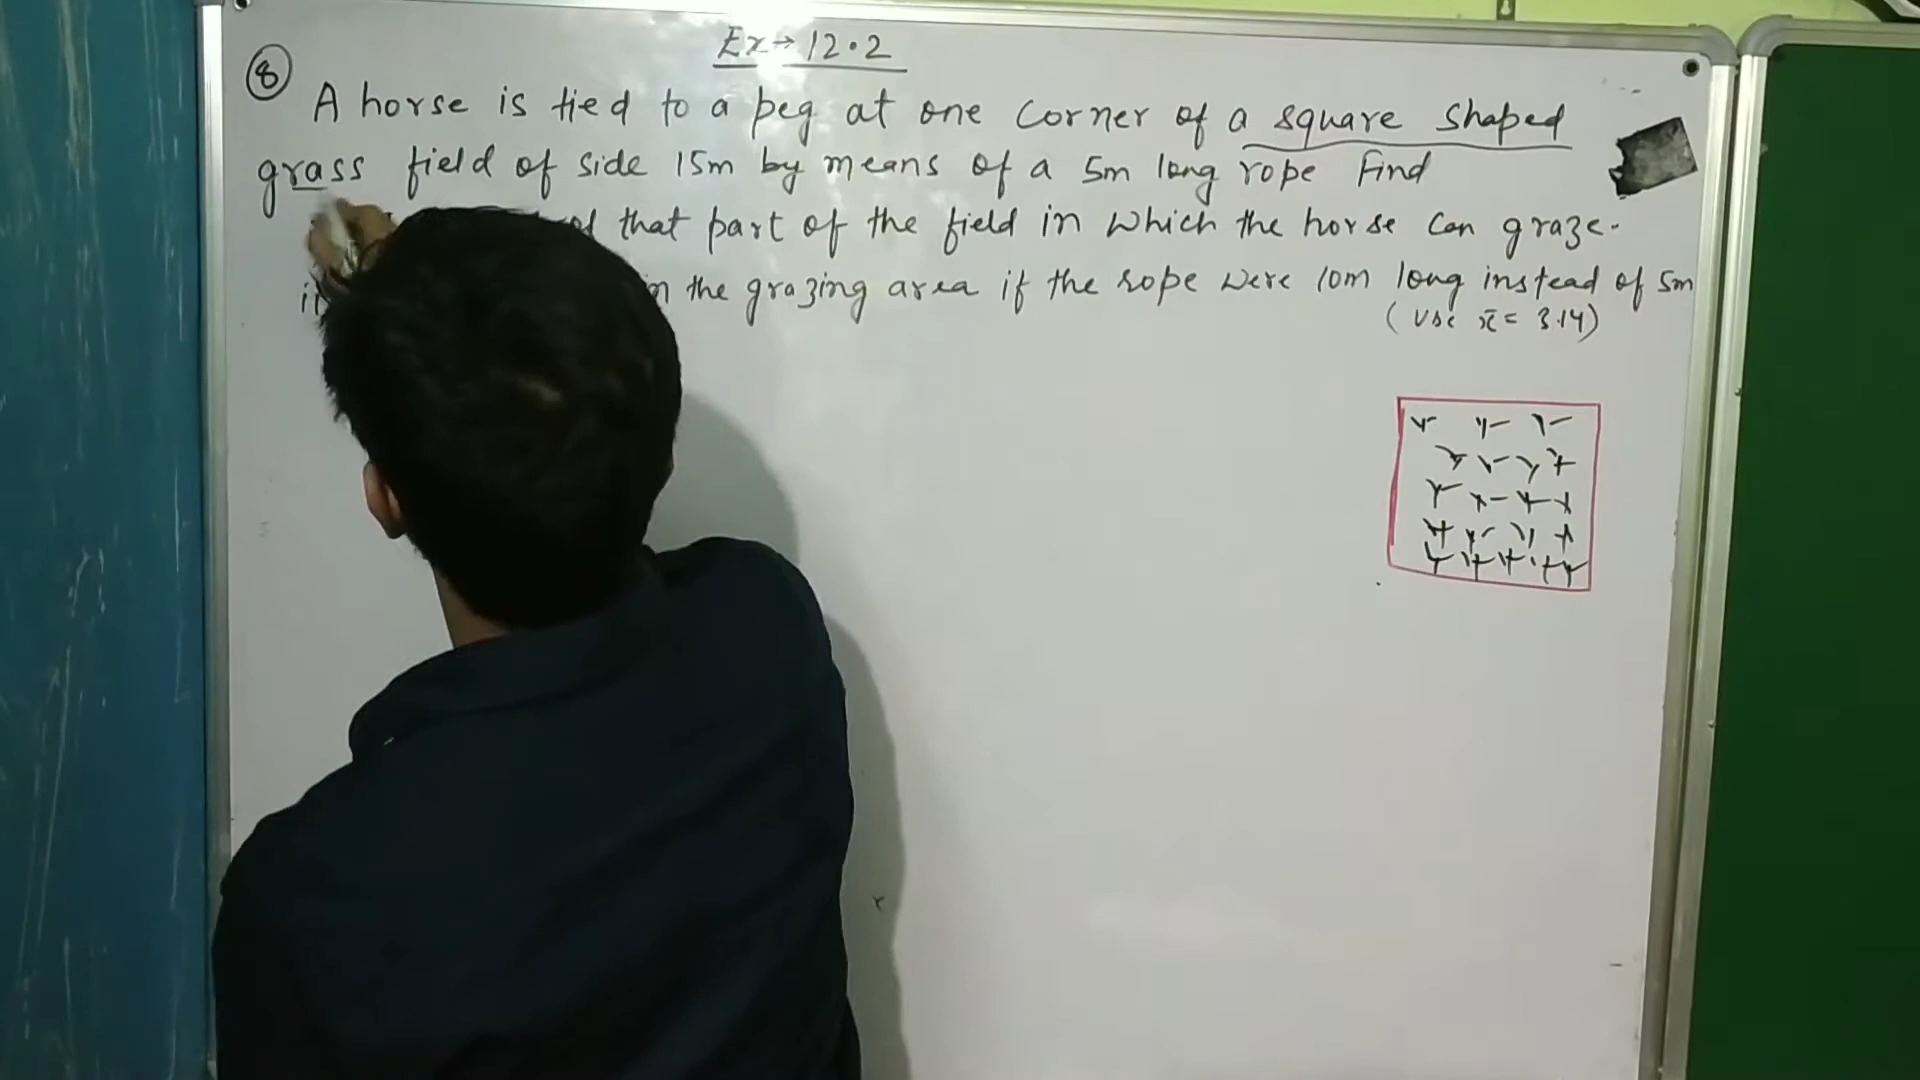 Ex → 12.2
8
A horse is tied to a peg at one corner of a square shaped
grass field of side 15m by means of a 5m long rope Find
of that part of the field in which the horse can graze.
in the grazing area if the rope were 10m long instead of 5m
(Use π = 3.14)